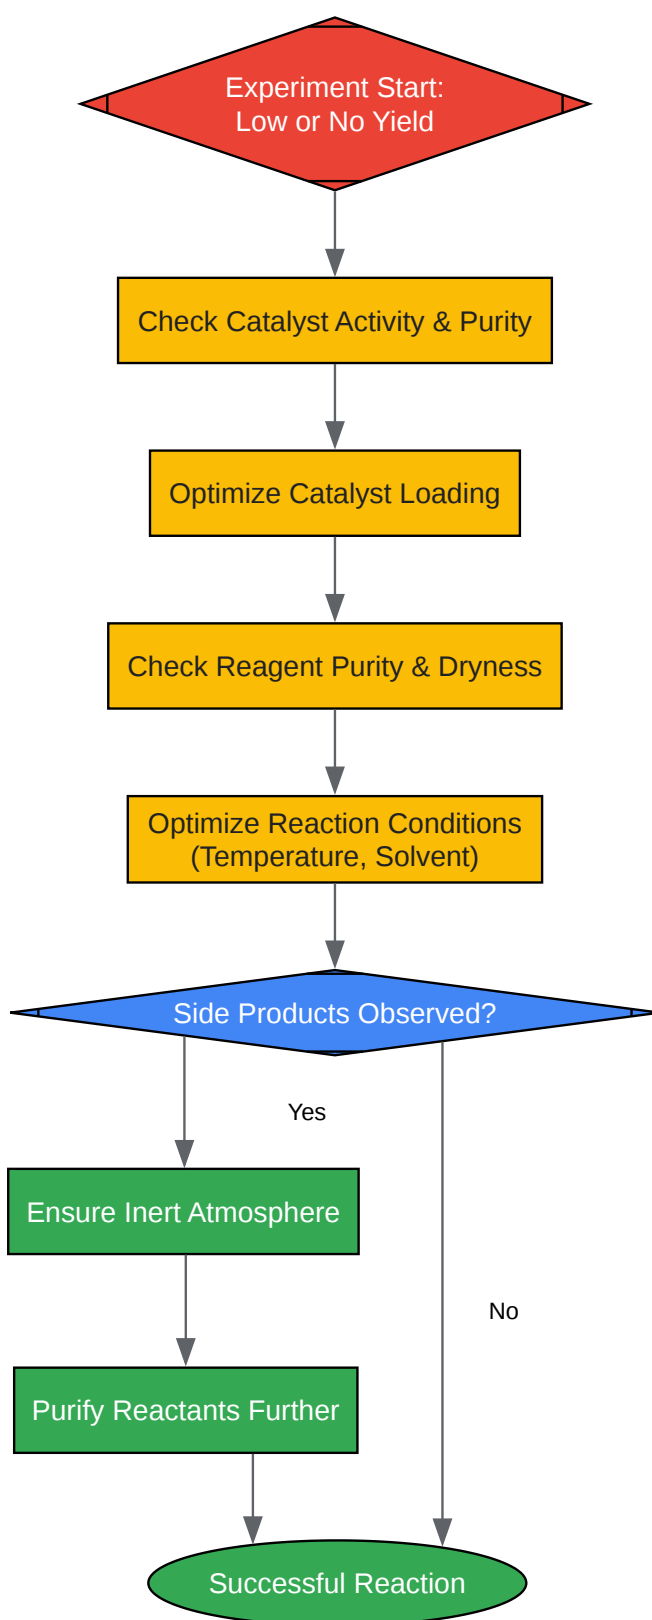 Experiment Start:
Low or No Yield
Check Catalyst Activity & Purity
Optimize Catalyst Loading
Check Reagent Purity & Dryness
Optimize Reaction Conditions
(Temperature, Solvent)
Side Products Observed?
Yes
Ensure Inert Atmosphere
No
Purify Reactants Further
Successful Reaction